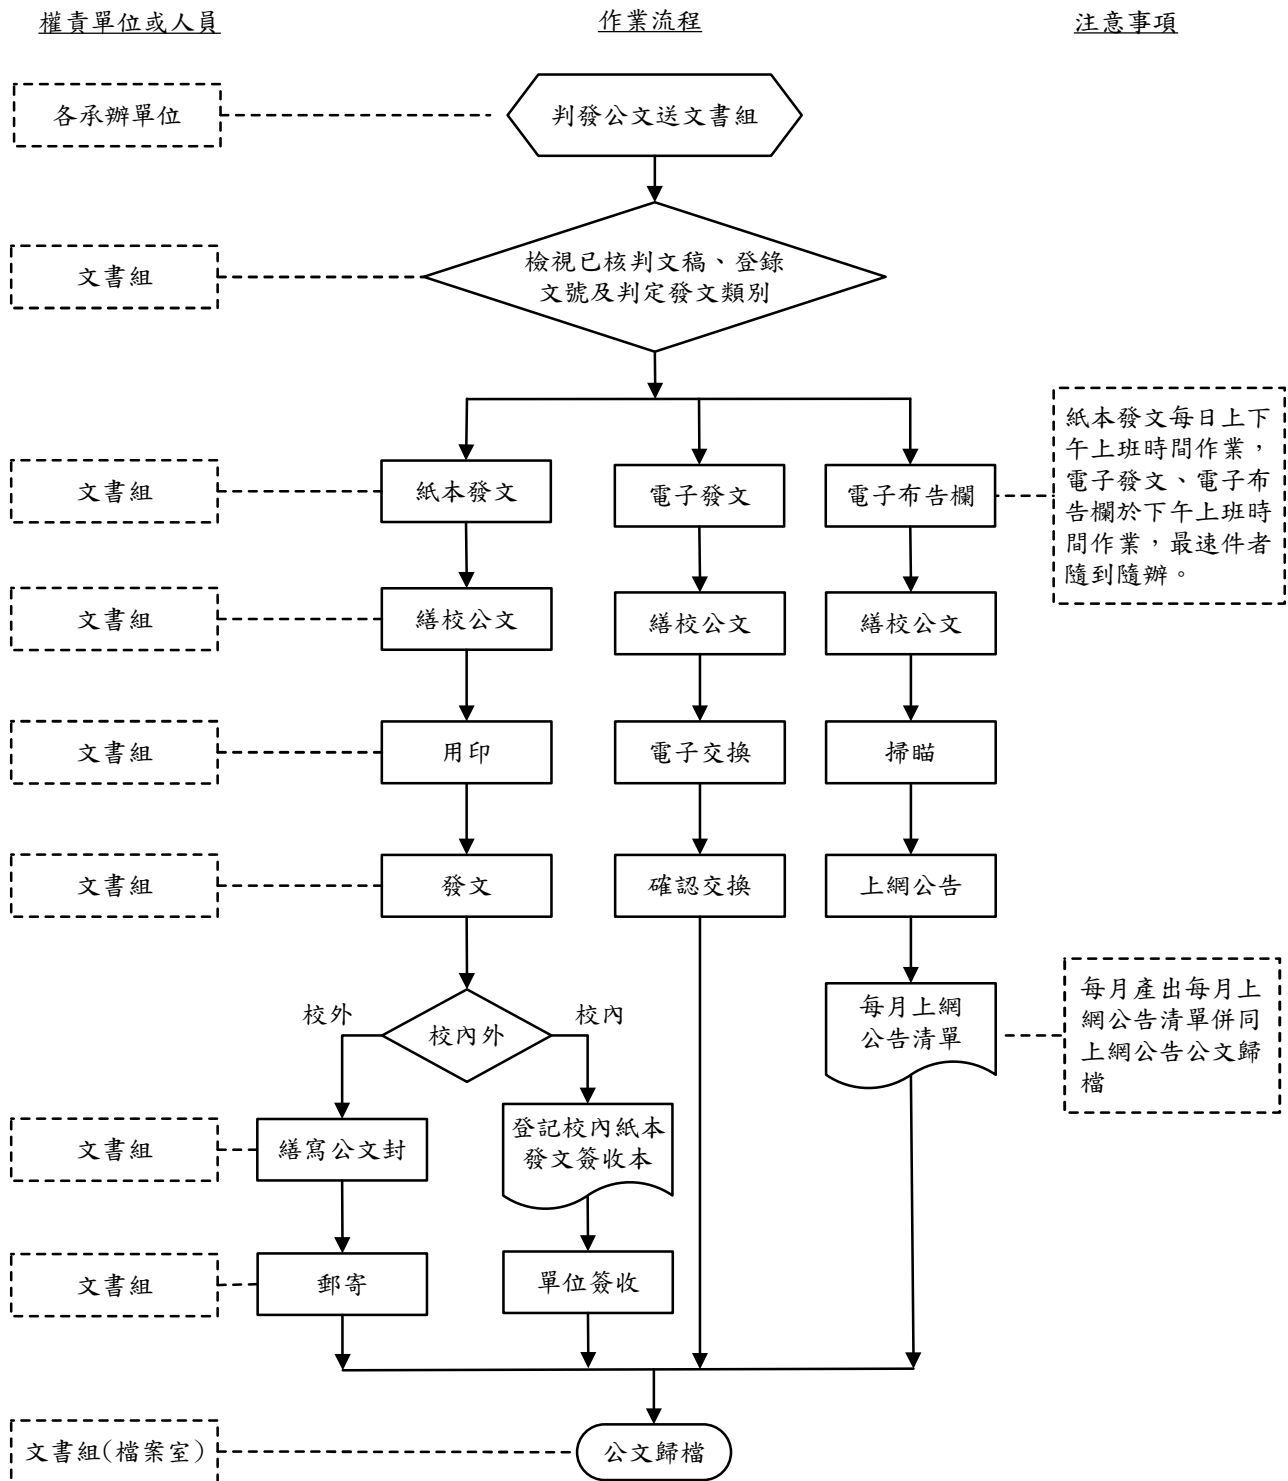 權責單位或人員
作業流程
注意事項
各承辦單位
判發公文送文書組
文書組
檢視已核判文稿、登錄
文號及判定發文類別
文書組
紙本發文
電子發文
電子布告欄
紙本發文每日上下
午上班時間作業，
電子發文、電子布
告欄於下午上班時
間作業，最速件者
隨到隨辦。
文書組
繕校公文
繕校公文
繕校公文
文書組
用印
電子交換
掃瞄
文書組
發文
確認交換
上網公告
校外
校內外
校內
每月上網
公告清單
每月產出每月上
網公告清單併同
上網公告公文歸
檔
文書組
繕寫公文封
登記校內紙本
發文簽收本
文書組
郵寄
單位簽收
文書組(檔案室)
公文歸檔